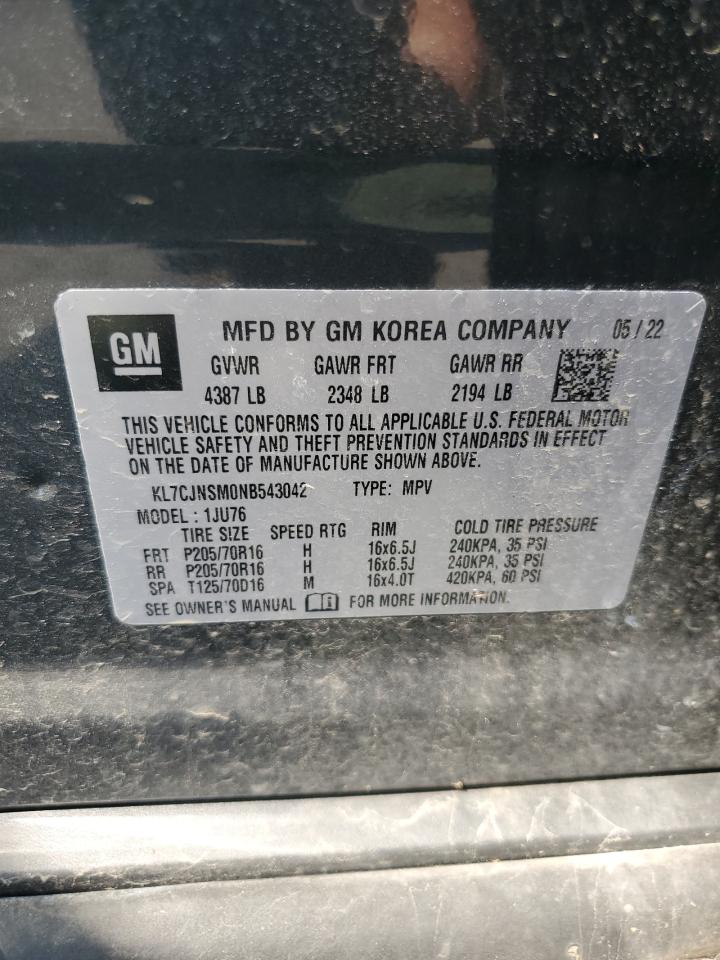 GM MFD BY GM KOREA COMPANY 05 / 22
GVWR GAWR FRT GAWR RR
4387 LB 2348 LB 2194 LB
THIS VEHICLE CONFORMS TO ALL APPLICABLE U.S. FEDERAL MOTOR
VEHICLE SAFETY AND THEFT PREVENTION STANDARDS IN EFFECT
ON THE DATE OF MANUFACTURE SHOWN ABOVE.
KL7CJNSM0NB543042 TYPE: MPV
MODEL : 1JU76
TIRE SIZE SPEED RTG RIM COLD TIRE PRESSURE
FRT P205/70R16 H 16x6.5J 240KPA, 35 PSI
RR P205/70R16 H 16x6.5J 240KPA, 35 PSI
SPA T125/70D16 M 16x4.0T 420KPA, 60 PSI
SEE OWNER'S MANUAL FOR MORE INFORMATION.